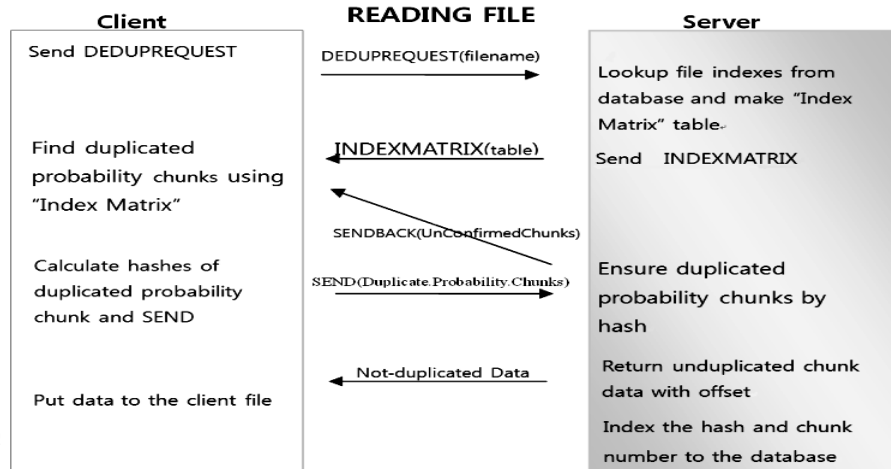 READING FILE
Client
Server
Send DEDUPREQUEST
DEDUPREQUEST(filename)
Lookup file indexes from
database and make “Index
Matrix” table
Find duplicated
probability chunks using
“Index Matrix”
INDEXMATRIX(table)
Send INDEXMATRIX
SENDBACK(UnConfirmedChunks)
Calculate hashes of
duplicated probability
chunk and SEND
SEND(Duplicate.Probability.Chunks)
Ensure duplicated
probability chunks by
hash
Not-duplicated Data
Return unduplicated chunk
data with offset
Put data to the client file
Index the hash and chunk
number to the database